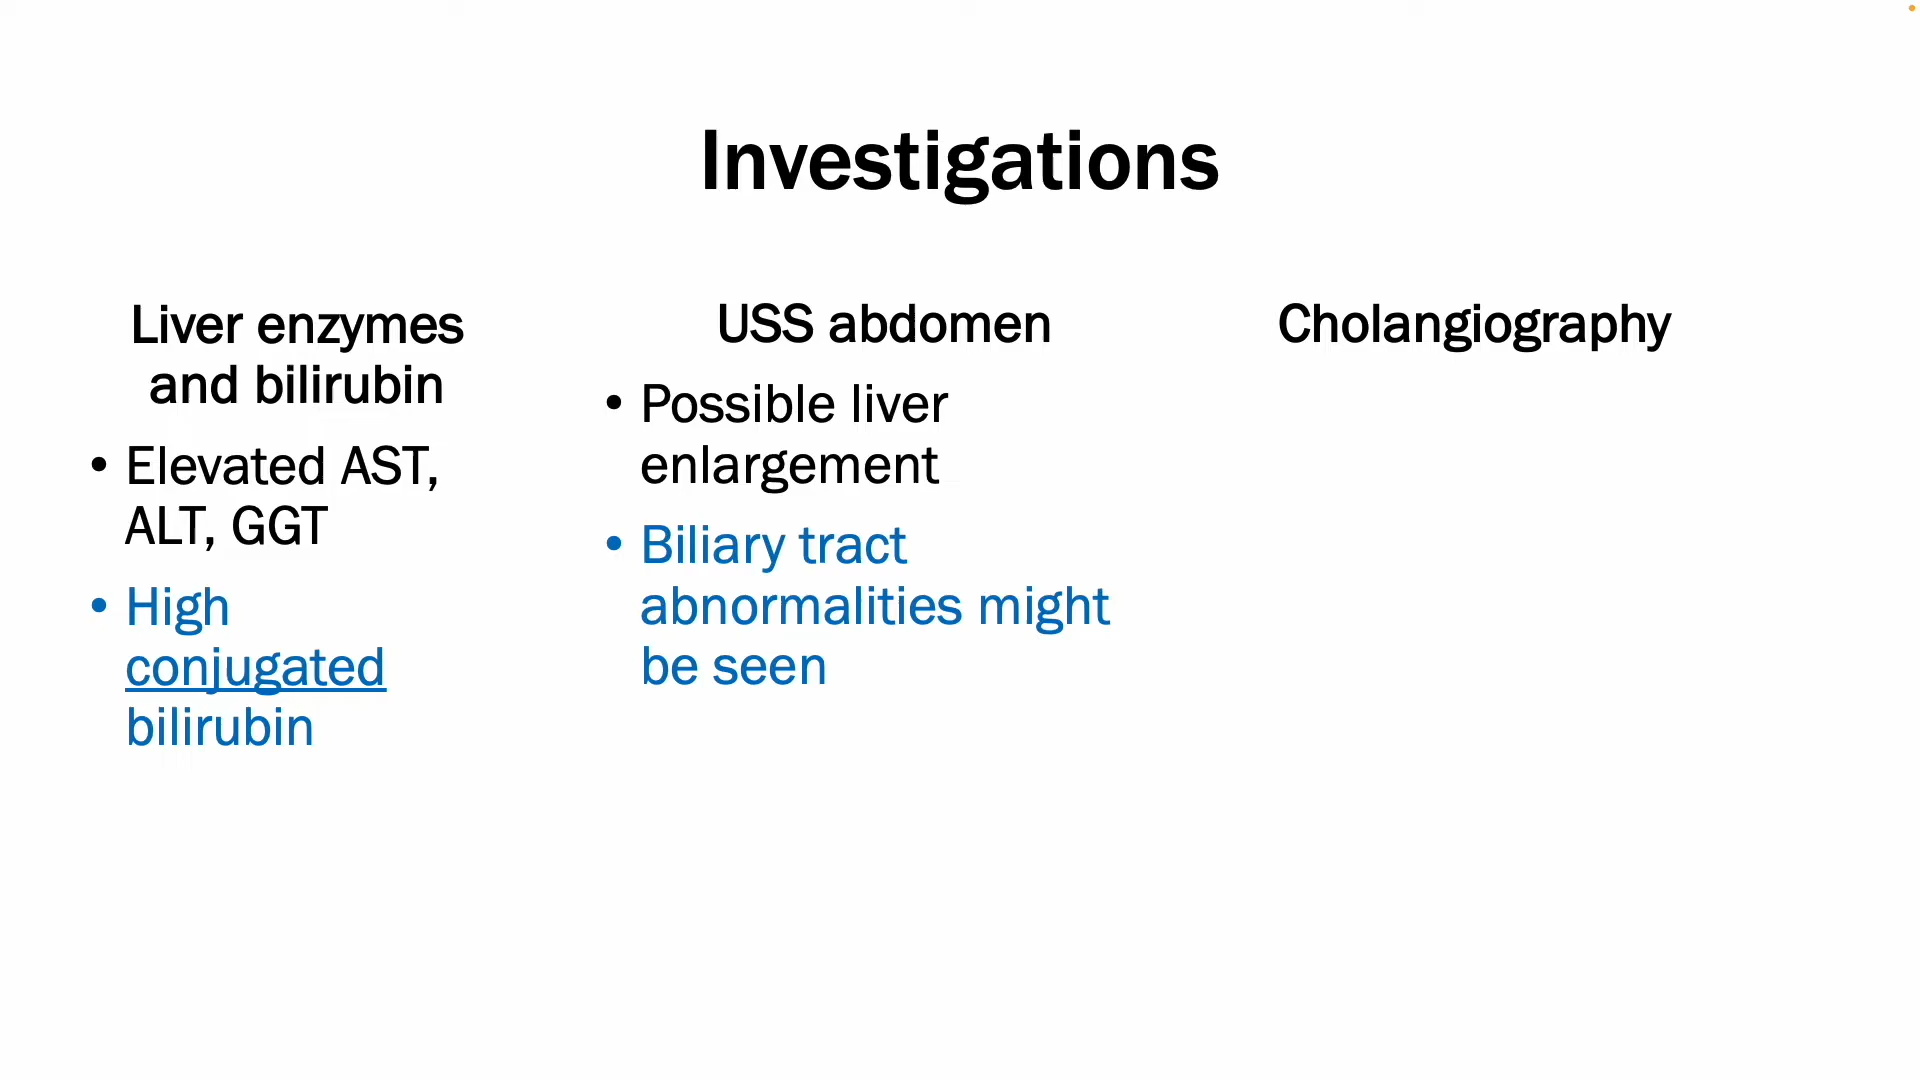 Investigations
Liver enzymes
and bilirubin
• Elevated AST,
ALT, GGT
• High
conjugated
bilirubin
USS abdomen
• Possible liver
enlargement
• Biliary tract
abnormalities might
be seen
Cholangiography